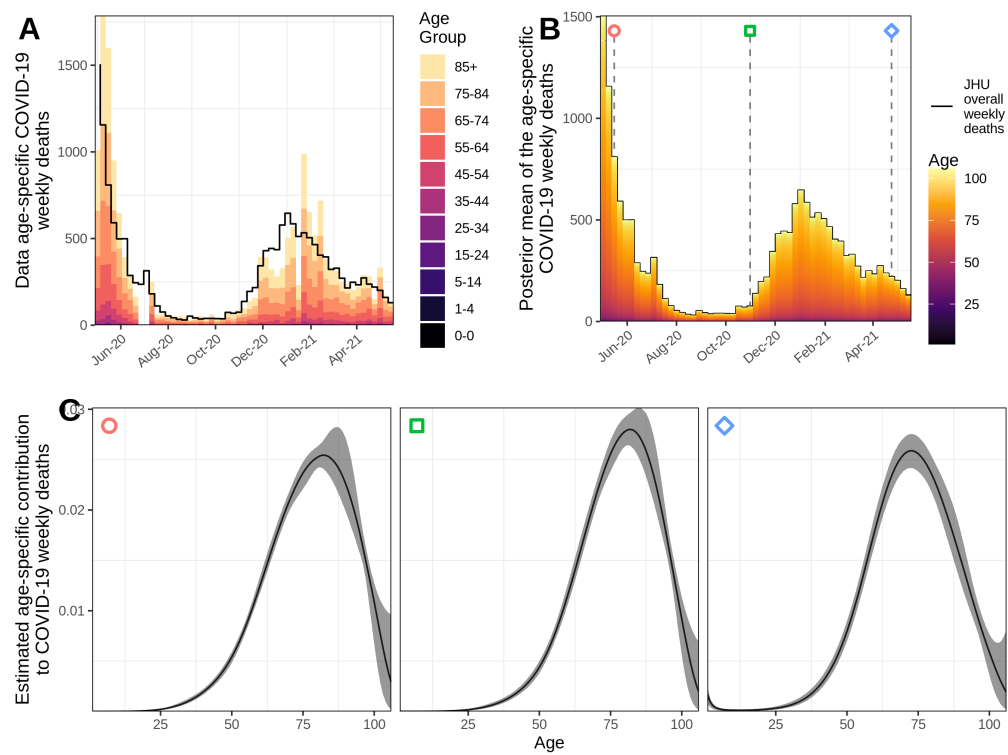 A
Data age-specific COVID-19
weekly deaths
1500
1000
500
0
Jun-20
Aug-20
Oct-20
Dec-20
Feb-21
Apr-21
Age
Group
85+
75-84
65-74
55-64
45-54
35-44
25-34
15-24
5-14
1-4
0-0
B
Posterior mean of the age-specific
COVID-19 weekly deaths
1500
1000
500
0
Jun-20
Aug-20
Oct-20
Dec-20
Feb-21
Apr-21
JHU
overall
weekly
deaths
Age
100
75
50
25
C
Estimated age-specific contribution
to COVID-19 weekly deaths
0.03
0.02
0.01
25
50
75
100
25
50
75
100
25
50
75
100
Age